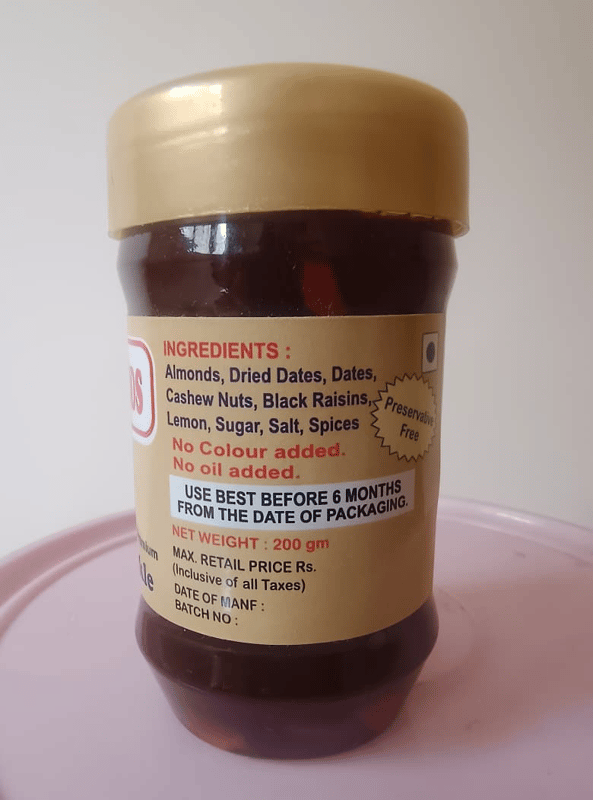 INGREDIENTS :
Almonds, Dried Dates, Dates,
Cashew Nuts, Black Raisins,
Lemon, Sugar, Salt, Spices
Preservative
Free
No Colour added.
No oil added.
USE BEST BEFORE 6 MONTHS
FROM THE DATE OF PACKAGING.
NET WEIGHT : 200 gm
MAX. RETAIL PRICE Rs.
(Inclusive of all Taxes)
DATE OF MANF :
BATCH NO :